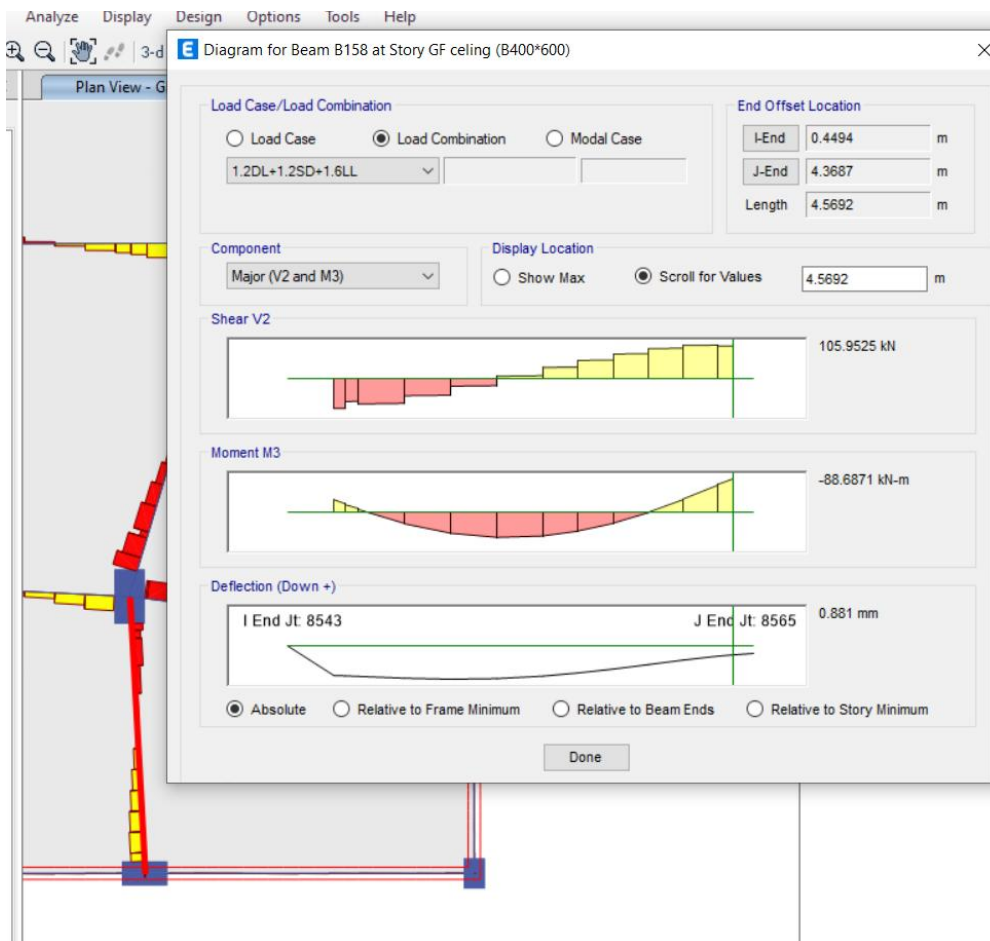 Analyze Display Design Options Tools Help
3-d
Plan View - G
E Diagram for Beam B158 at Story GF celing (B400*600)
Load Case/Load Combination
Load Case Load Combination Modal Case
1.2DL+1.2SD+1.6LL
End Offset Location
I-End 0.4494 m
J-End 4.3687 m
Length 4.5692 m
Component
Major (V2 and M3)
Display Location
Show Max Scroll for Values 4.5692 m
Shear V2
105.9525 kN
Moment M3
-88.6871 kN-m
Deflection (Down +)
I End Jt: 8543 J End Jt: 8565
0.881 mm
Absolute Relative to Frame Minimum Relative to Beam Ends Relative to Story Minimum
Done